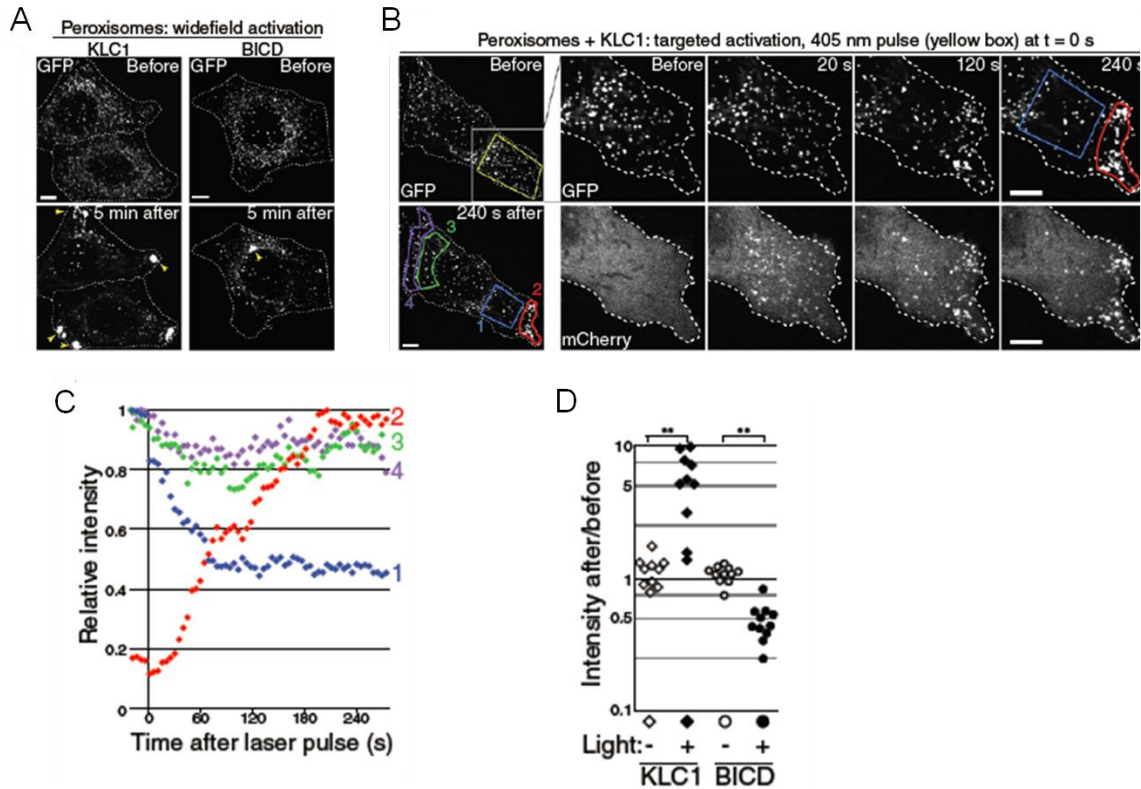 A
Peroxisomes: widefield activation
KLC1
BICD
GFP
Before
GFP
Before
5 min after
5 min after
B
Peroxisomes + KLC1: targeted activation, 405 nm pulse (yellow box) at t = 0 s
Before
GFP
Before
GFP
20 s
120 s
240 s
240 s after
3
4
1
2
mCherry
C
Relative intensity
1
0.8
0.6
0.4
0.2
0
2
3
4
1
0
60
120
180
240
Time after laser pulse (s)
D
Intensity after/before
**
**
10
5
1
0.5
0.1
Light: - + - +
KLC1 BICD